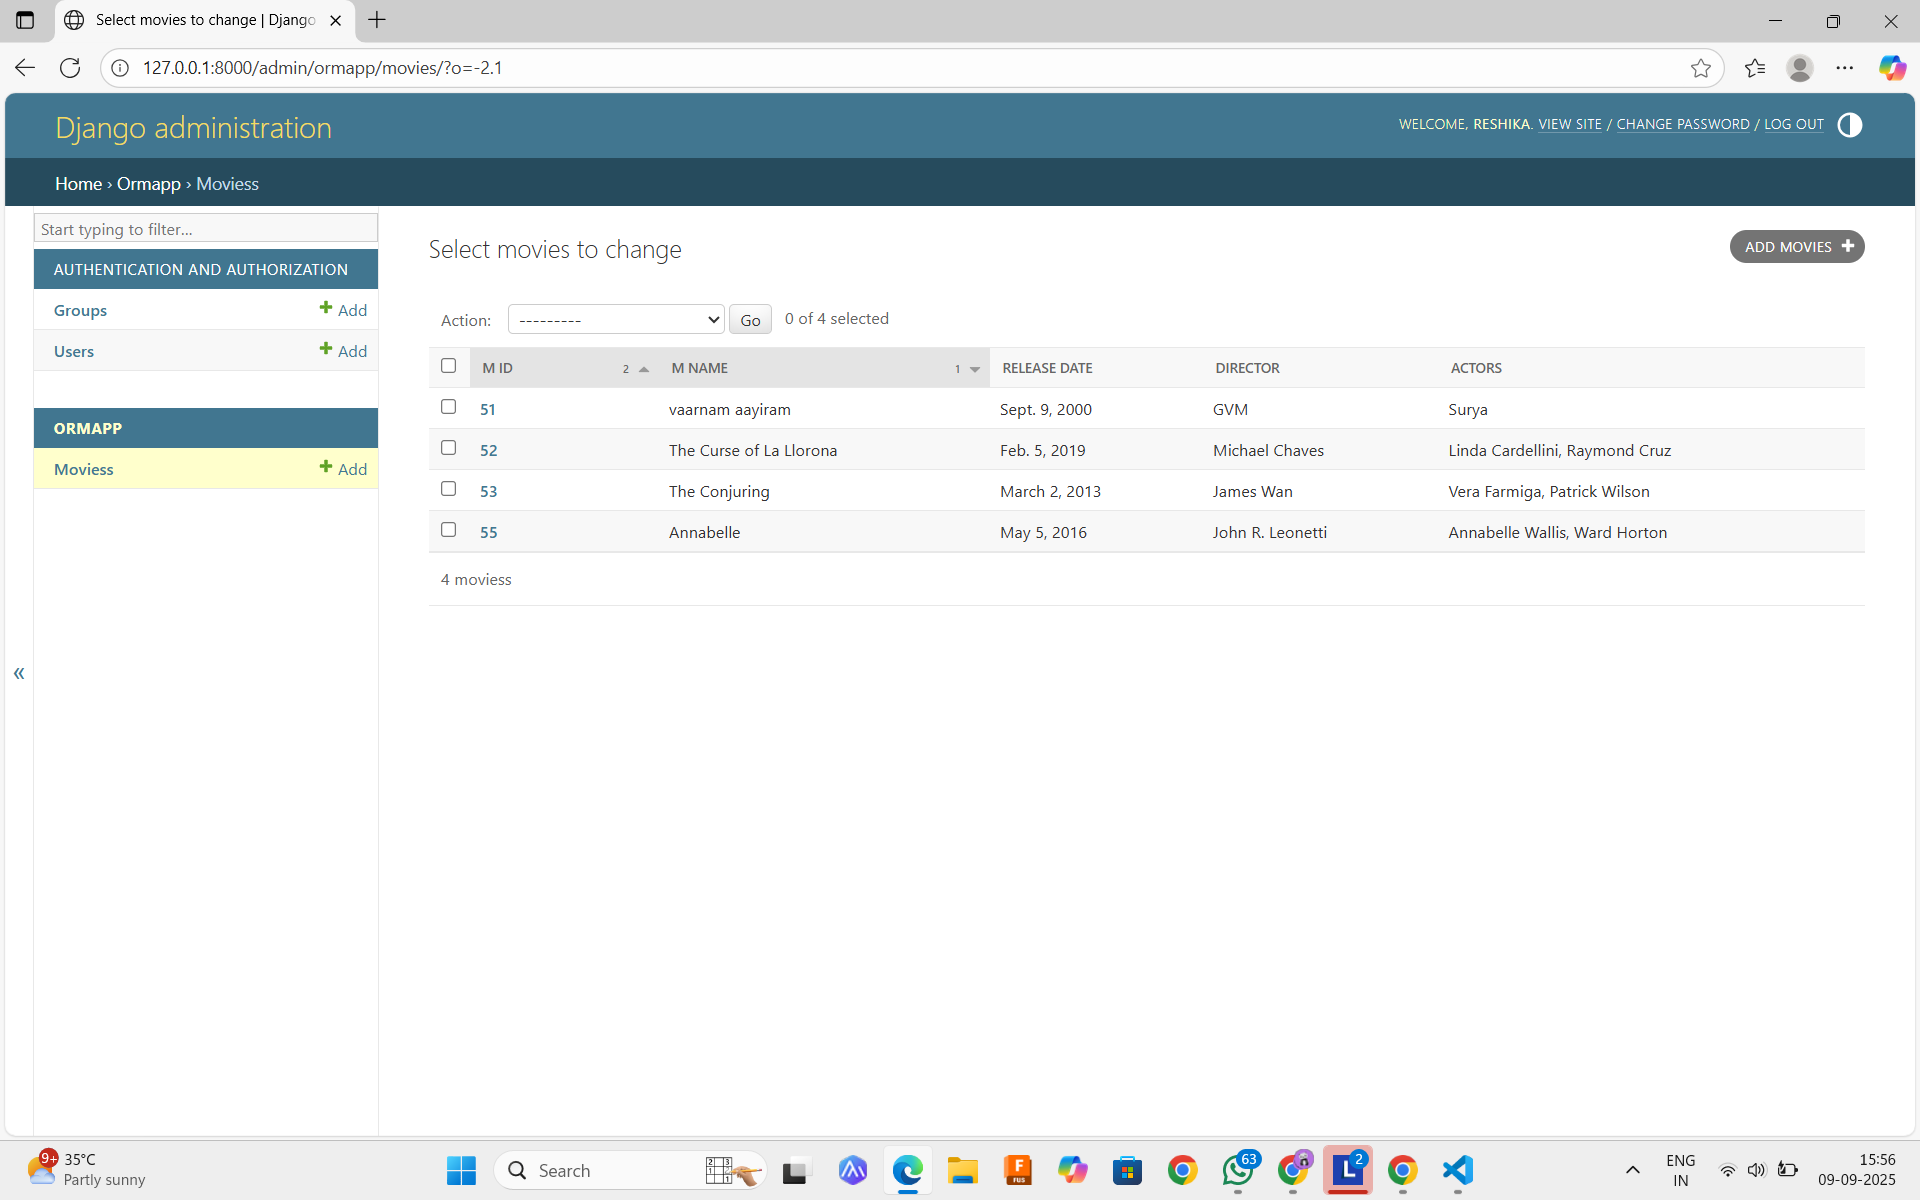 Select movies to change | Django
127.0.0.1:8000/admin/ormapp/movies/?o=-2.1
Django administration
WELCOME, RESHIKA. VIEW SITE / CHANGE PASSWORD / LOG OUT
Home › Ormapp › Moviess
Start typing to filter...
AUTHENTICATION AND AUTHORIZATION
Groups Add
Users Add
ORMAPP
Moviess Add
«
Select movies to change
ADD MOVIES
Action: --------- Go 0 of 4 selected
M ID 2 M NAME 1 RELEASE DATE DIRECTOR ACTORS
51 vaarnam aayiram Sept. 9, 2000 GVM Surya
52 The Curse of La Llorona Feb. 5, 2019 Michael Chaves Linda Cardellini, Raymond Cruz
53 The Conjuring March 2, 2013 James Wan Vera Farmiga, Patrick Wilson
55 Annabelle May 5, 2016 John R. Leonetti Annabelle Wallis, Ward Horton
4 moviess
9+ 35°C
Partly sunny
Search
F
FUS
63
L 2
ENG
IN
15:56
09-09-2025